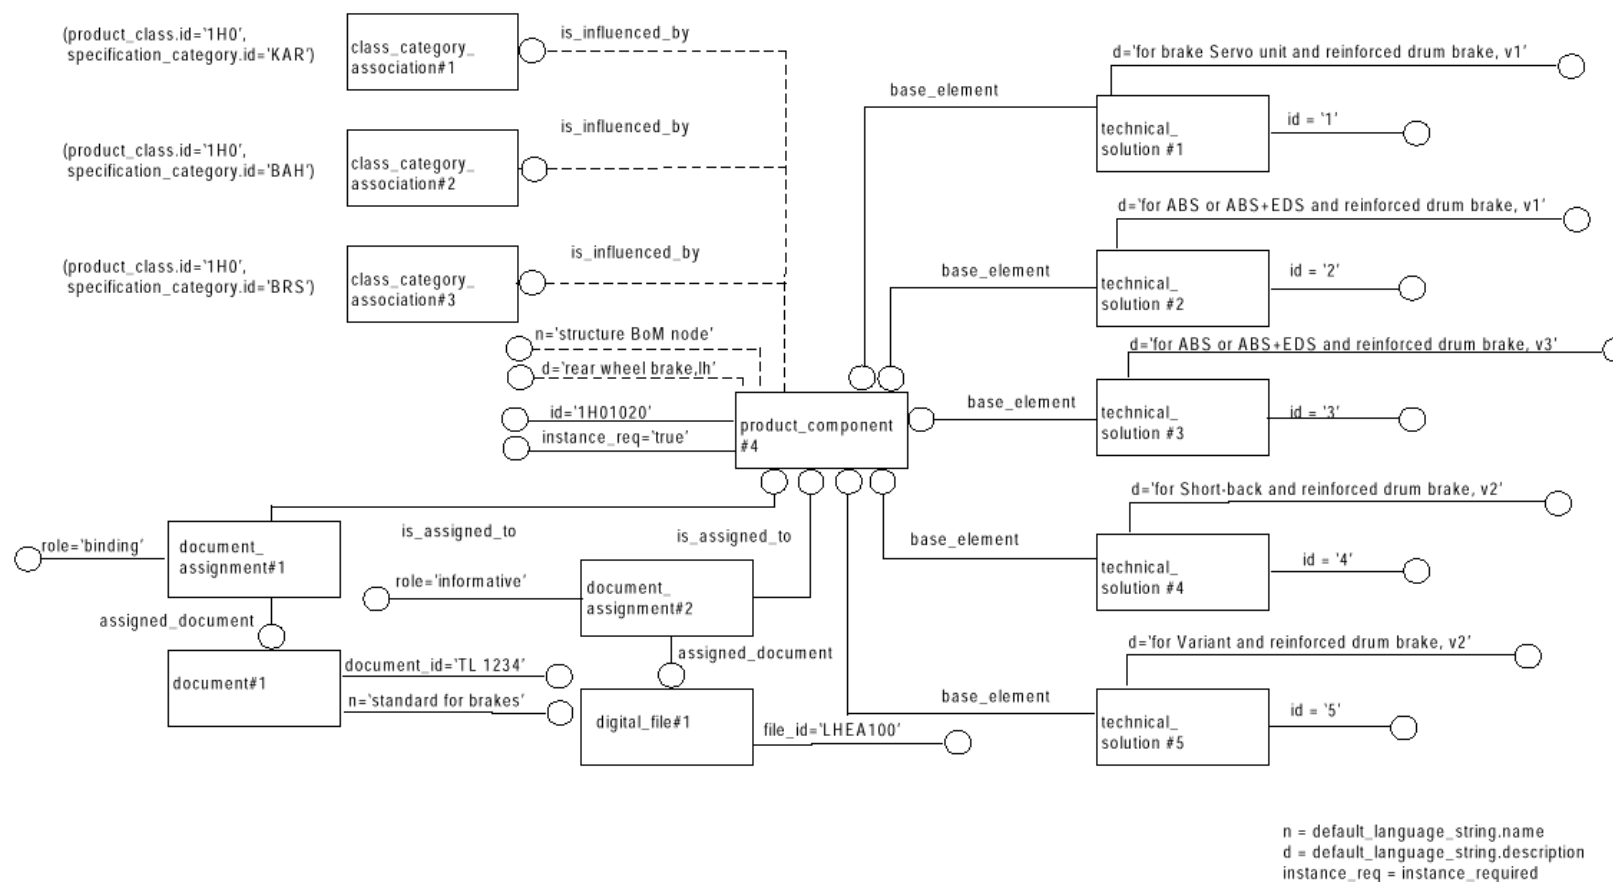 (product_class.id='1H0',
specification_category.id='KAR')
class_category_
association#1
is_influenced_by
(product_class.id='1H0',
specification_category.id='BAH')
class_category_
association#2
is_influenced_by
(product_class.id='1H0',
specification_category.id='BRS')
class_category_
association#3
is_influenced_by
n='structure BoM node'
d='rear wheel brake,lh'
id='1H01020'
instance_req='true'
product_component
#4
base_element
d='for brake Servo unit and reinforced drum brake, v1'
technical_
solution #1
id = '1'
base_element
d='for ABS or ABS+EDS and reinforced drum brake, v1'
technical_
solution #2
id = '2'
base_element
d='for ABS or ABS+EDS and reinforced drum brake, v3'
technical_
solution #3
id = '3'
base_element
d='for Short-back and reinforced drum brake, v2'
technical_
solution #4
id = '4'
base_element
d='for Variant and reinforced drum brake, v2'
technical_
solution #5
id = '5'
role='binding'
document_
assignment#1
is_assigned_to
assigned_document
document#1
document_id='TL 1234'
n='standard for brakes'
is_assigned_to
role='informative'
document_
assignment#2
assigned_document
digital_file#1
file_id='LHEA100'
n = default_language_string.name
d = default_language_string.description
instance_req = instance_required